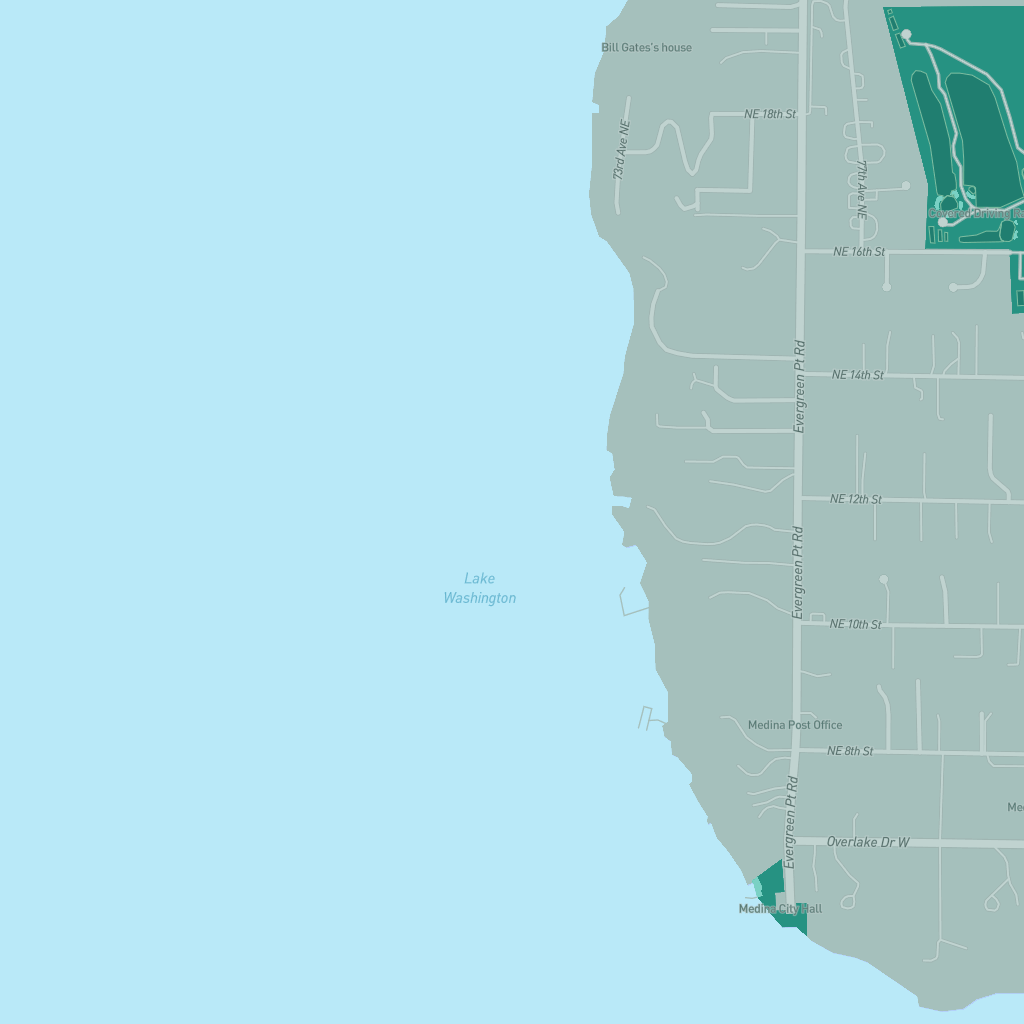 Bill Gates's house
NE 18th St
73rd Ave NE
77th Ave NE
Covered Driving
NE 16th St
Evergreen Pt Rd
NE 14th St
NE 12th St
Evergreen Pt Rd
Lake
Washington
NE 10th St
Medina Post Office
NE 8th St
Evergreen Pt Rd
Overlake Dr W
Medina City Hall